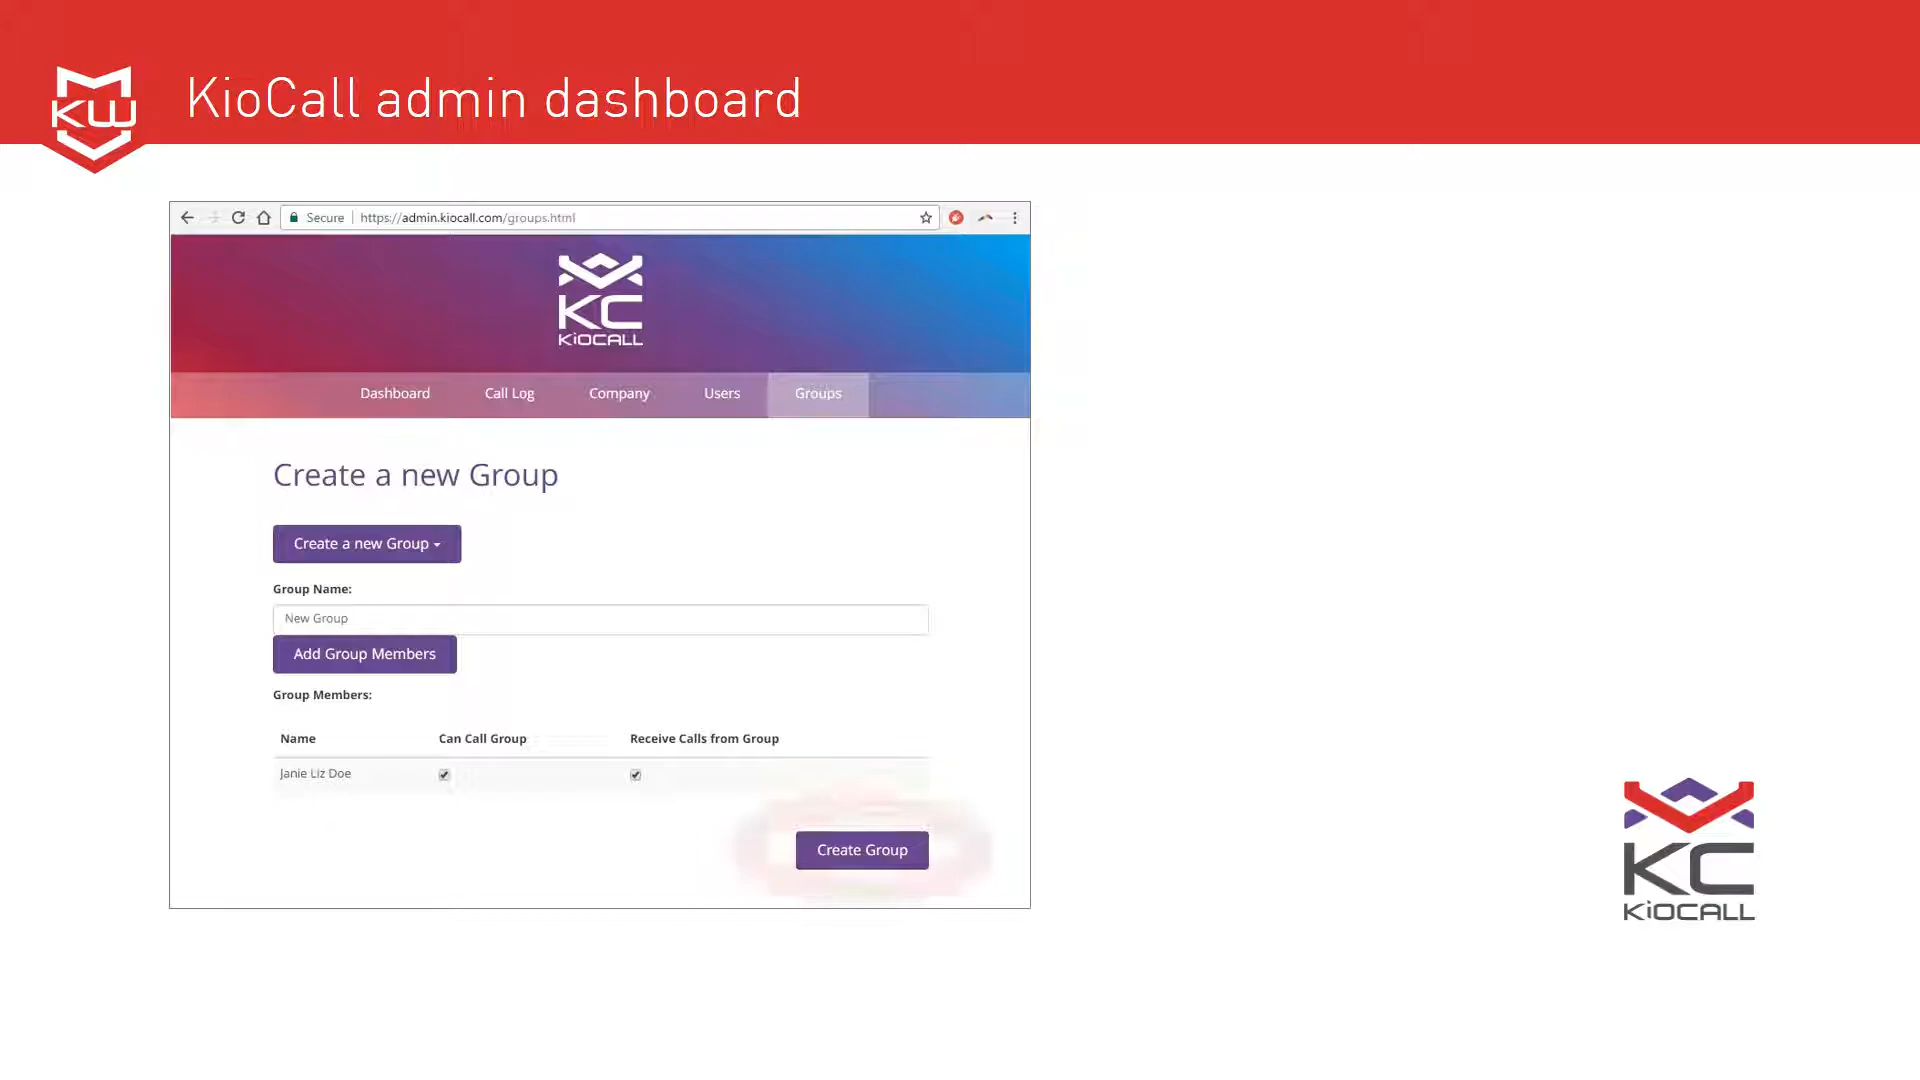 KW
KioCall admin dashboard
Secure https://admin.kiocall.com/groups.html
KC
KiOCALL
Dashboard Call Log Company Users Groups
Create a new Group
Create a new Group
Group Name:
New Group
Add Group Members
Group Members:
Name Can Call Group Receive Calls from Group
Janie Liz Doe
Create Group
KC
KiOCALL